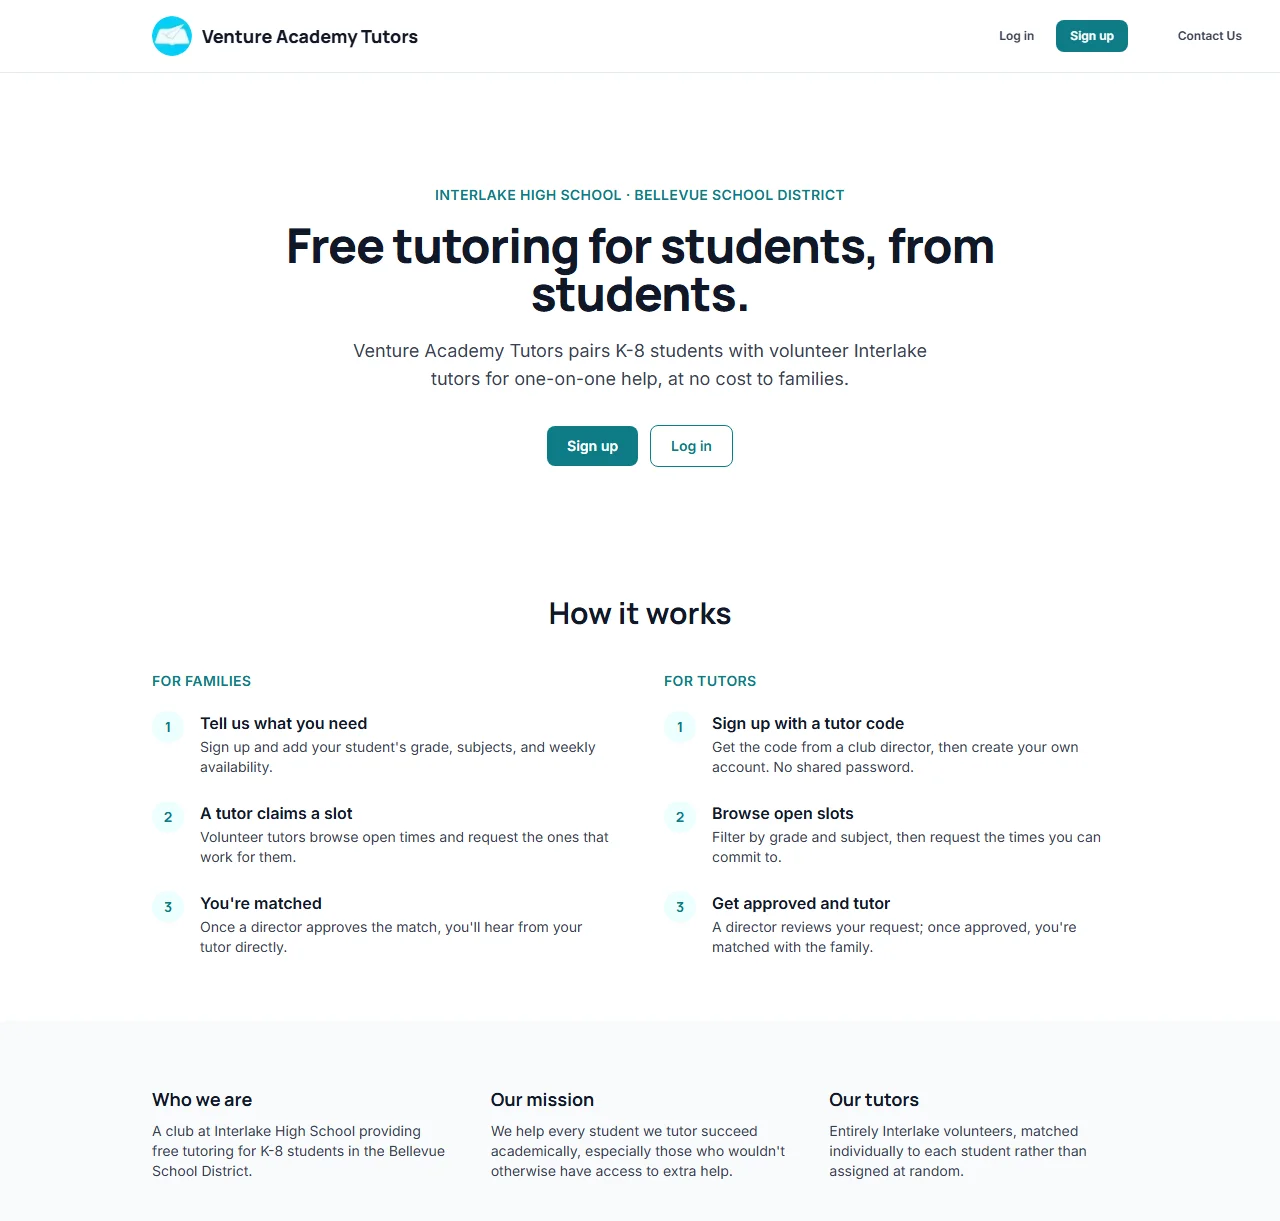 Venture Academy Tutors
Log in
Sign up
Contact Us
INTERLAKE HIGH SCHOOL · BELLEVUE SCHOOL DISTRICT
Free tutoring for students, from
students.
Venture Academy Tutors pairs K-8 students with volunteer Interlake
tutors for one-on-one help, at no cost to families.
Sign up
Log in
How it works
FOR FAMILIES
1
Tell us what you need
Sign up and add your student's grade, subjects, and weekly
availability.
2
A tutor claims a slot
Volunteer tutors browse open times and request the ones that
work for them.
3
You're matched
Once a director approves the match, you'll hear from your
tutor directly.
FOR TUTORS
1
Sign up with a tutor code
Get the code from a club director, then create your own
account. No shared password.
2
Browse open slots
Filter by grade and subject, then request the times you can
commit to.
3
Get approved and tutor
A director reviews your request; once approved, you're
matched with the family.
Who we are
A club at Interlake High School providing
free tutoring for K-8 students in the Bellevue
School District.
Our mission
We help every student we tutor succeed
academically, especially those who wouldn't
otherwise have access to extra help.
Our tutors
Entirely Interlake volunteers, matched
individually to each student rather than
assigned at random.